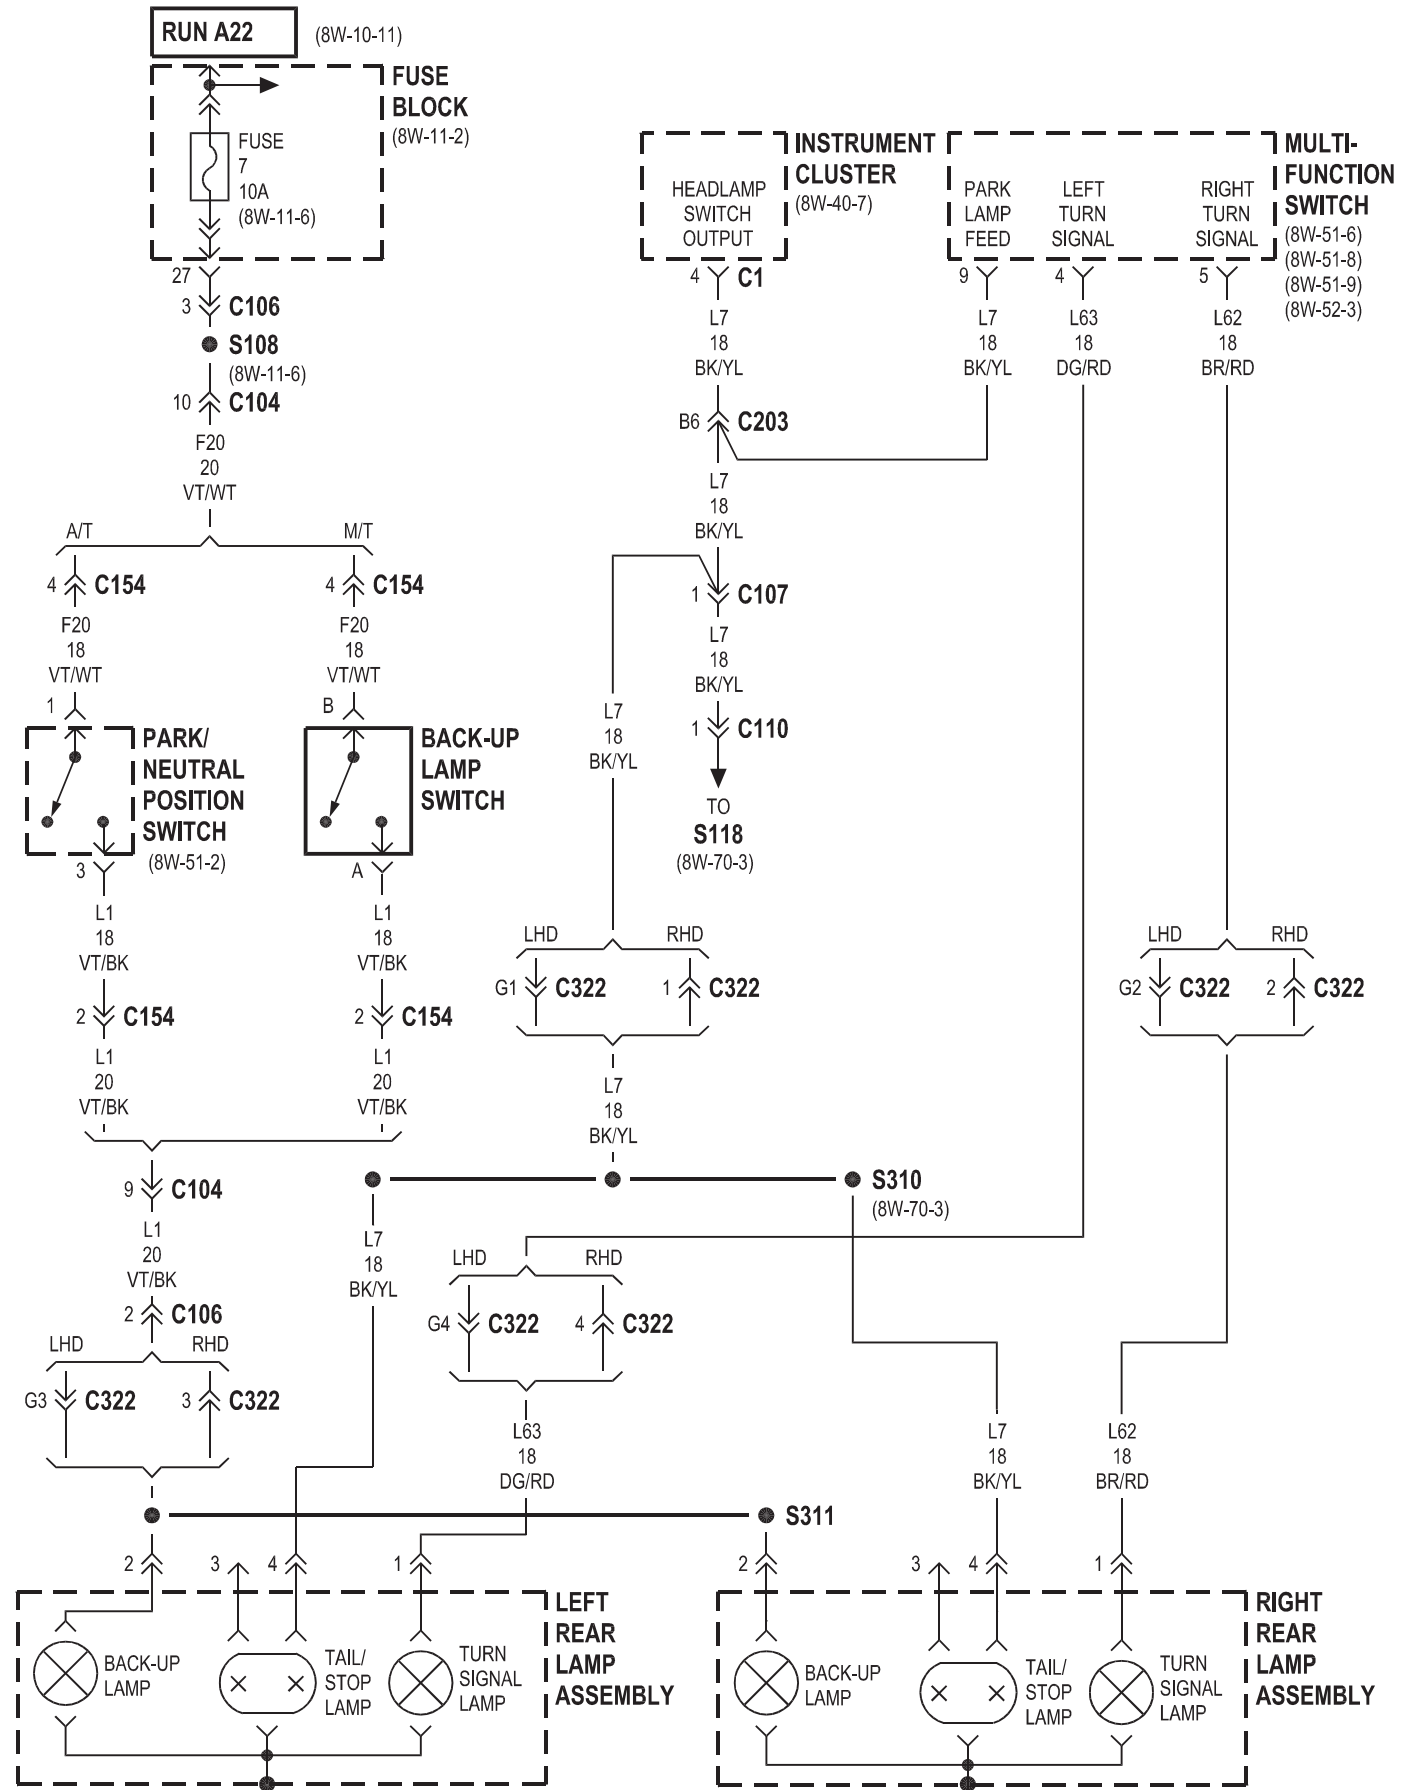 RUN A22
(8W-10-11)
FUSE
BLOCK
(8W-11-2)
FUSE
7
10A
(8W-11-6)
27
3
C106
S108
(8W-11-6)
10
C104
F20
20
VT/WT
A/T
M/T
4
C154
4
C154
F20
18
VT/WT
F20
18
VT/WT
1
B
PARK/
NEUTRAL
POSITION
SWITCH
(8W-51-2)
BACK-UP
LAMP
SWITCH
3
A
L1
18
VT/BK
L1
18
VT/BK
2
C154
2
C154
L1
20
VT/BK
L1
20
VT/BK
9
C104
L1
20
VT/BK
2
C106
LHD
RHD
G3
C322
3
C322
INSTRUMENT
CLUSTER
(8W-40-7)
HEADLAMP
SWITCH
OUTPUT
4
C1
L7
18
BK/YL
B6
C203
L7
18
BK/YL
1
C107
L7
18
BK/YL
1
C110
TO
S118
(8W-70-3)
L7
18
BK/YL
LHD
RHD
G1
C322
1
C322
L7
18
BK/YL
S310
(8W-70-3)
L7
18
BK/YL
MULTI-
FUNCTION
SWITCH
(8W-51-6)
(8W-51-8)
(8W-51-9)
(8W-52-3)
PARK
LAMP
FEED
LEFT
TURN
SIGNAL
RIGHT
TURN
SIGNAL
9
4
5
L7
18
BK/YL
L63
18
DG/RD
L62
18
BR/RD
LHD
RHD
G2
C322
2
C322
LHD
RHD
G4
C322
4
C322
L63
18
DG/RD
L7
18
BK/YL
L62
18
BR/RD
S311
2
3
4
1
2
3
4
1
LEFT
REAR
LAMP
ASSEMBLY
BACK-UP
LAMP
TAIL/
STOP
LAMP
TURN
SIGNAL
LAMP
RIGHT
REAR
LAMP
ASSEMBLY
BACK-UP
LAMP
TAIL/
STOP
LAMP
TURN
SIGNAL
LAMP